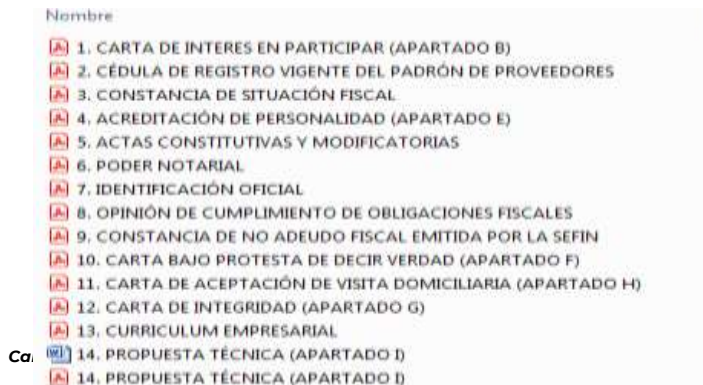 Nombre
1. CARTA DE INTERES EN PARTICIPAR (APARTADO B)
2. CÉDULA DE REGISTRO VIGENTE DEL PADRÓN DE PROVEEDORES
3. CONSTANCIA DE SITUACIÓN FISCAL
4. ACREDITACIÓN DE PERSONALIDAD (APARTADO E)
5. ACTAS CONSTITUTIVAS Y MODIFICATORIAS
6. PODER NOTARIAL
7. IDENTIFICACIÓN OFICIAL
8. OPINIÓN DE CUMPLIMIENTO DE OBLIGACIONES FISCALES
9. CONSTANCIA DE NO ADEUDO FISCAL EMITIDA POR LA SEFIN
10. CARTA BAJO PROTESTA DE DECIR VERDAD (APARTADO F)
11. CARTA DE ACEPTACIÓN DE VISITA DOMICILIARIA (APARTADO H)
12. CARTA DE INTEGRIDAD (APARTADO G)
13. CURRICULUM EMPRESARIAL
14. PROPUESTA TÉCNICA (APARTADO I)
14. PROPUESTA TÉCNICA (APARTADO I)